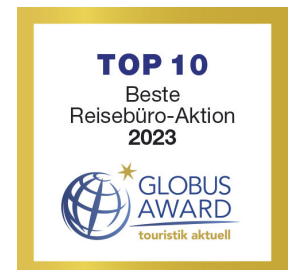 TOP 10
Beste
Reisebüro-Aktion
2023
GLOBUS
AWARD
touristik aktuell